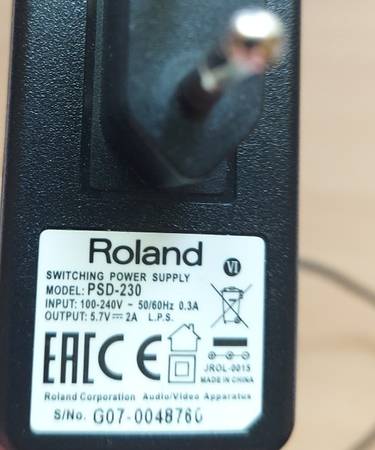 Roland
VI
SWITCHING POWER SUPPLY
MODEL: PSD-230
INPUT: 100-240V ~ 50/60Hz 0.3A
OUTPUT: 5.7V⎓2A L.P.S.
EAC CE
JROL-0015
MADE IN CHINA
Roland Corporation Audio/Video Apparatus
S/No. G07-0048760